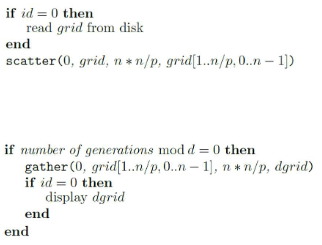 if id = 0 then
read grid from disk
end
scatter(0, grid, n ∗ n/p, grid[1..n/p, 0..n − 1])
if number of generations mod d = 0 then
gather(0, grid[1..n/p, 0..n − 1], n ∗ n/p, dgrid)
if id = 0 then
display dgrid
end
end